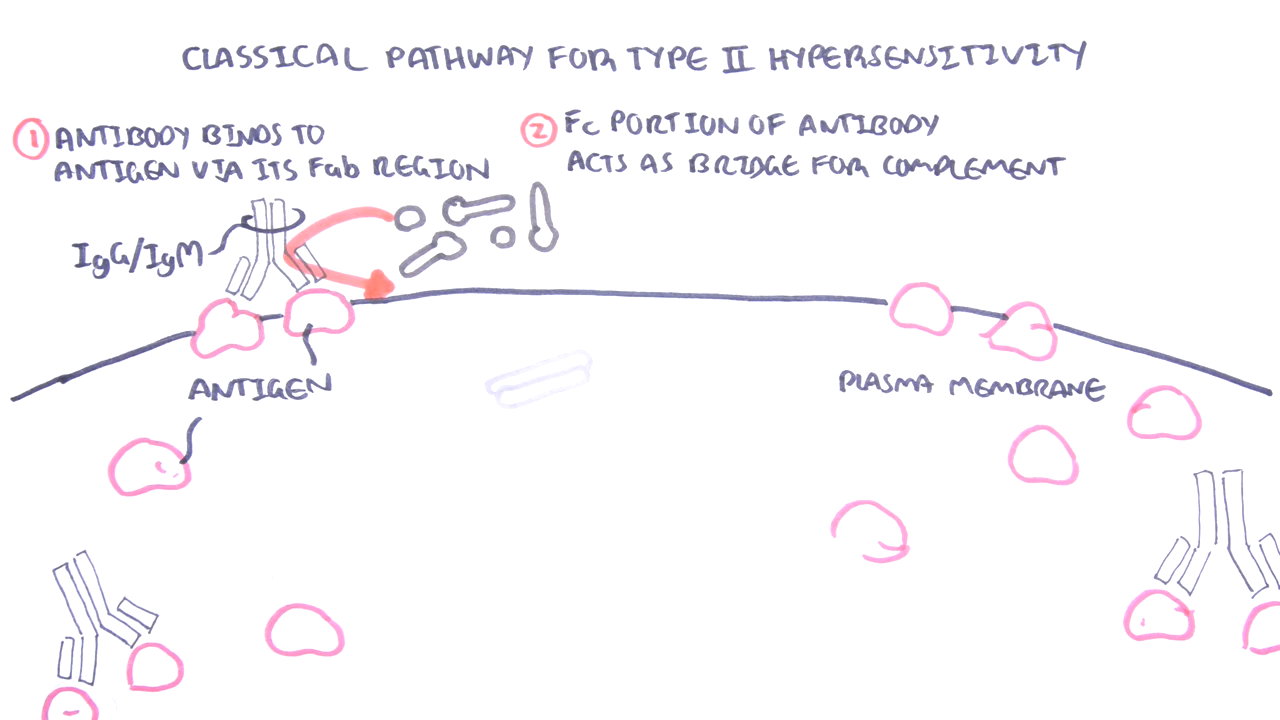 CLASSICAL PATHWAY FOR TYPE II HYPERSENSITIVITY
1 ANTIBODY BINDS TO
ANTIGEN VIA ITS Fab REGION
2 Fc PORTION OF ANTIBODY
ACTS AS BRIDGE FOR COMPLEMENT
IgG/IgM
ANTIGEN
PLASMA MEMBRANE